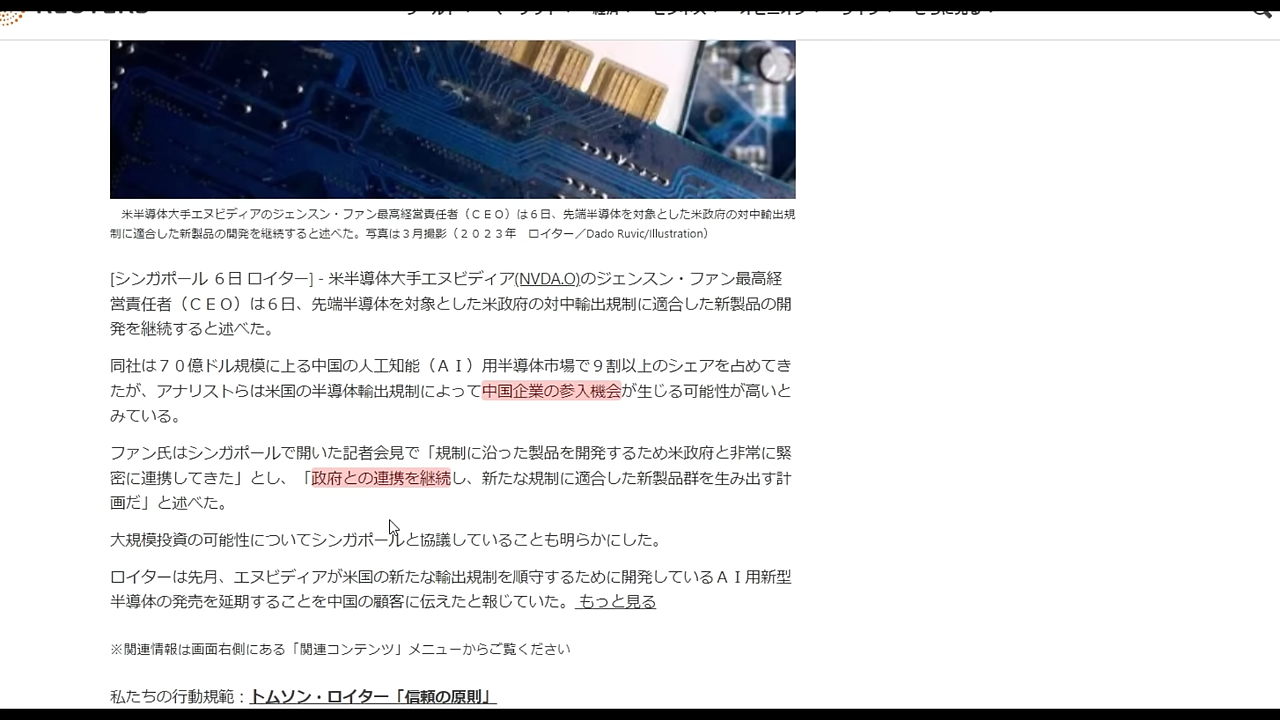 米半導体大手エヌビディアのジェンスン・ファン最高経営責任者（ＣＥＯ）は６日、先端半導体を対象とした米政府の対中輸出規
制に適合した新製品の開発を継続すると述べた。写真は３月撮影（２０２３年　ロイター／Dado Ruvic/Illustration）
[シンガポール ６日 ロイター] - 米半導体大手エヌビディア(NVDA.O)のジェンスン・ファン最高経
営責任者（ＣＥＯ）は６日、先端半導体を対象とした米政府の対中輸出規制に適合した新製品の開
発を継続すると述べた。
同社は７０億ドル規模に上る中国の人工知能（ＡＩ）用半導体市場で９割以上のシェアを占めてき
たが、アナリストらは米国の半導体輸出規制によって中国企業の参入機会が生じる可能性が高いと
みている。
ファン氏はシンガポールで開いた記者会見で「規制に沿った製品を開発するため米政府と非常に緊
密に連携してきた」とし、「政府との連携を継続し、新たな規制に適合した新製品群を生み出す計
画だ」と述べた。
大規模投資の可能性についてシンガポールと協議していることも明らかにした。
ロイターは先月、エヌビディアが米国の新たな輸出規制を順守するために開発しているＡＩ用新型
半導体の発売を延期することを中国の顧客に伝えたと報じていた。 もっと見る
※関連情報は画面右側にある「関連コンテンツ」メニューからご覧ください
私たちの行動規範：トムソン・ロイター「信頼の原則」